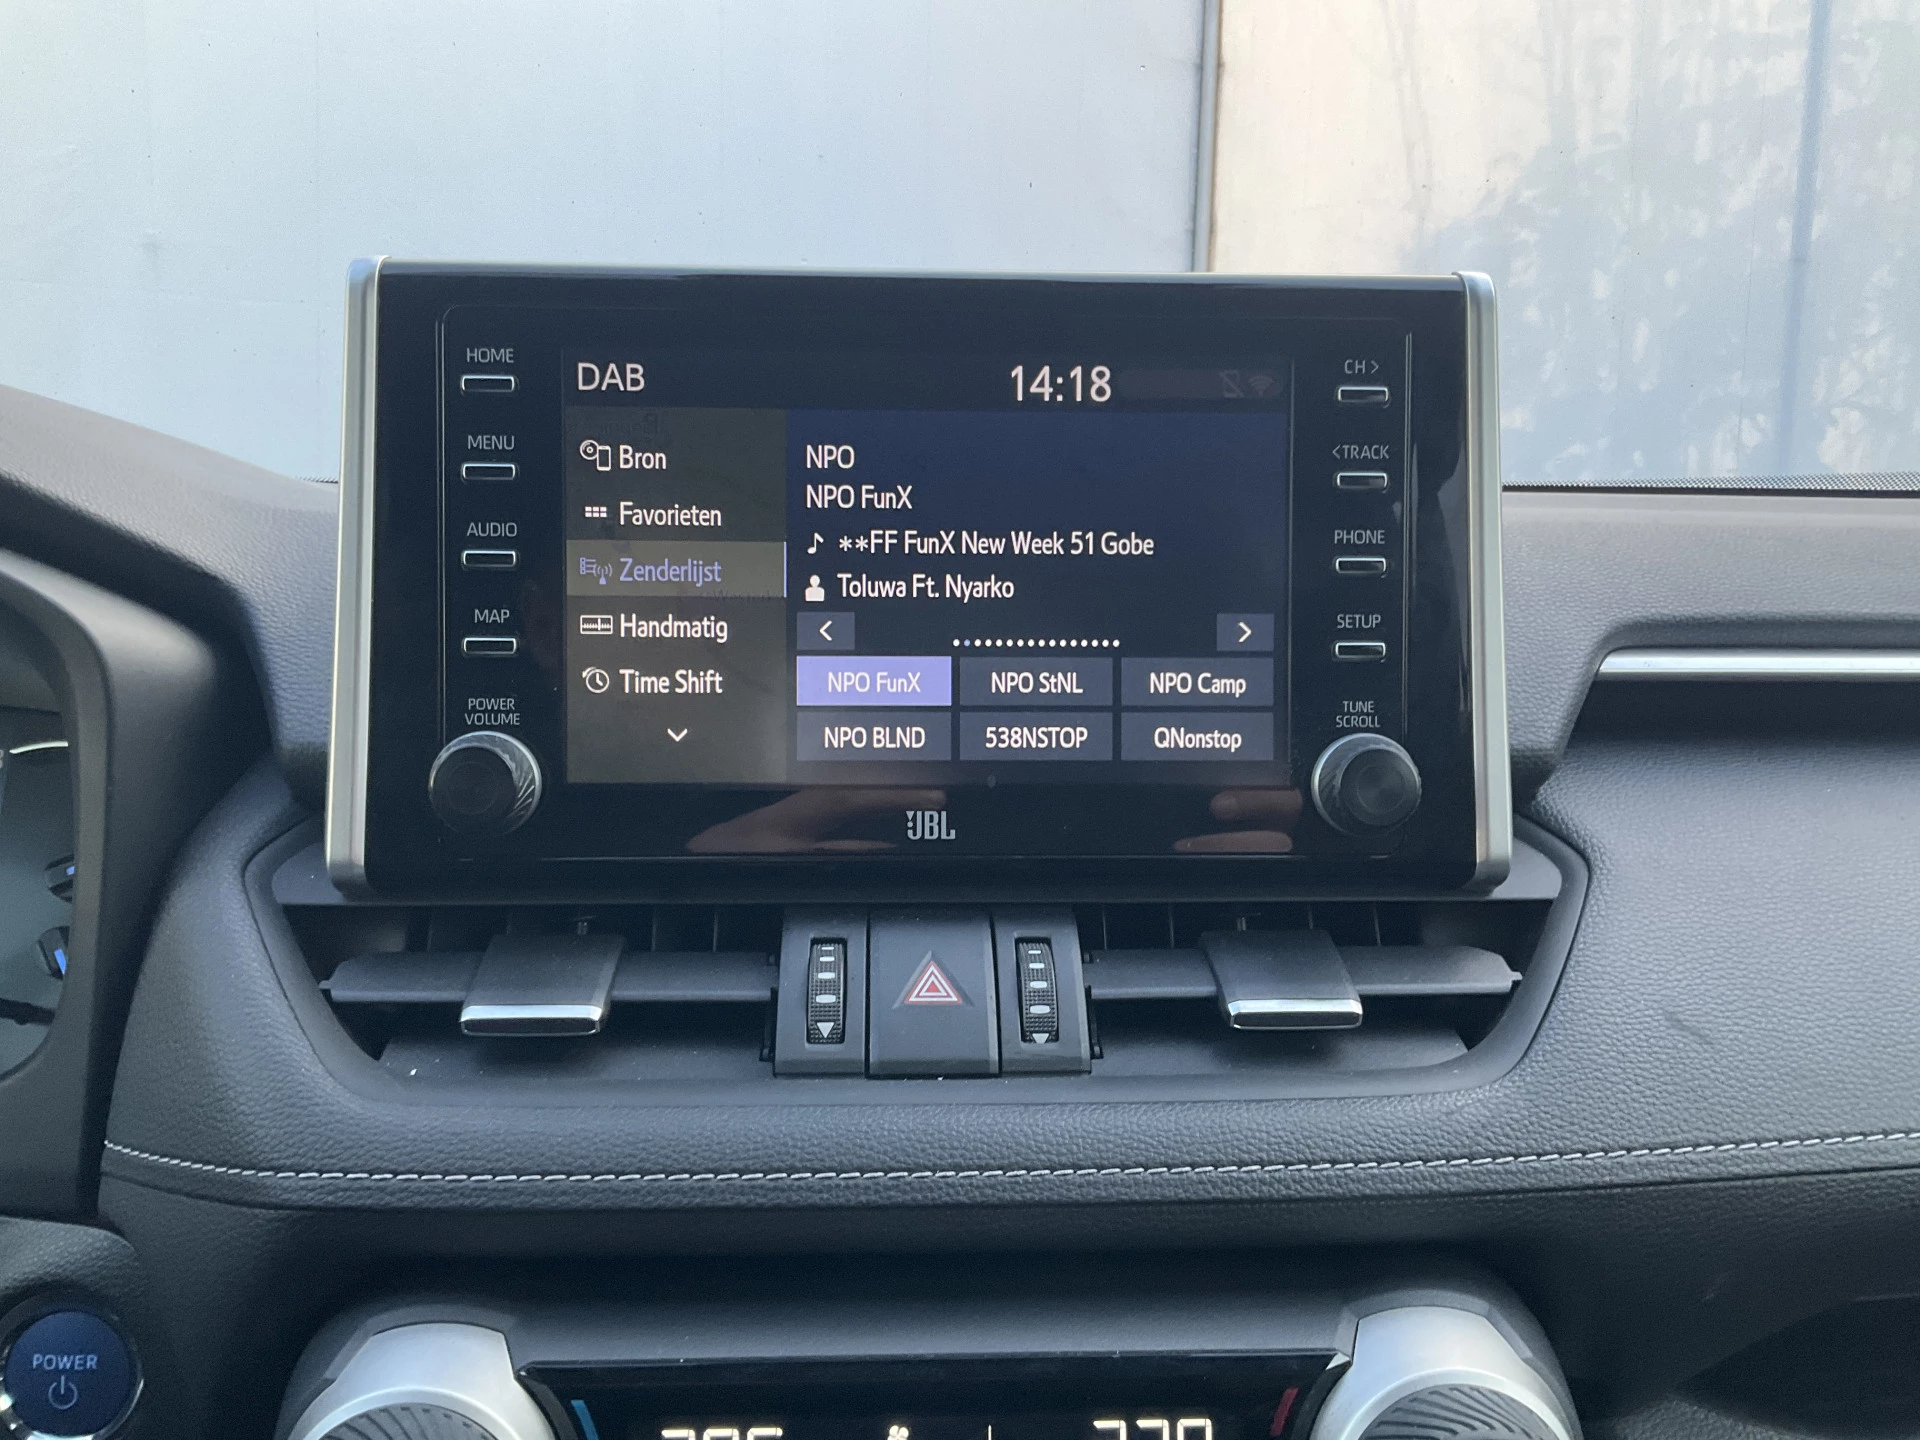 HOME
MENU
AUDIO
MAP
POWER
VOLUME
DAB
14:18
Bron
Favorieten
Zenderlijst
Handmatig
Time Shift
NPO
NPO FunX
**FF FunX New Week 51 Gobe
Toluwa Ft. Nyarko
<
>
NPO FunX
NPO StNL
NPO Camp
NPO BLND
538NSTOP
QNonstop
CH >
<TRACK
PHONE
SETUP
TUNE
SCROLL
JBL
POWER